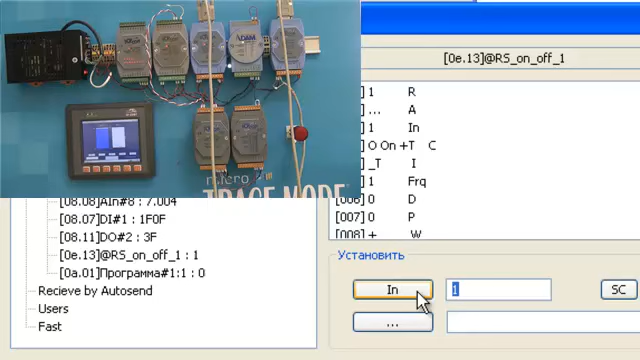 ADAM
micro
TRACE MODE
[0e.13]@RS_on_off_1
] 1 R
] ... A
] 1 In
] 0 On +T C
] _T I
] 1 Frq
[006] 0 D
[007] 0 P
[008] + W
[08.08]AIn#8 : 7.004
[08.07]DI#1 : 1F0F
[08.11]DO#2 : 3F
[0e.13]@RS_on_off_1 : 1
[0a.01]Программа#1:1 : 0
Recieve by Autosend
Users
Fast
Установить
In 1 SC
...